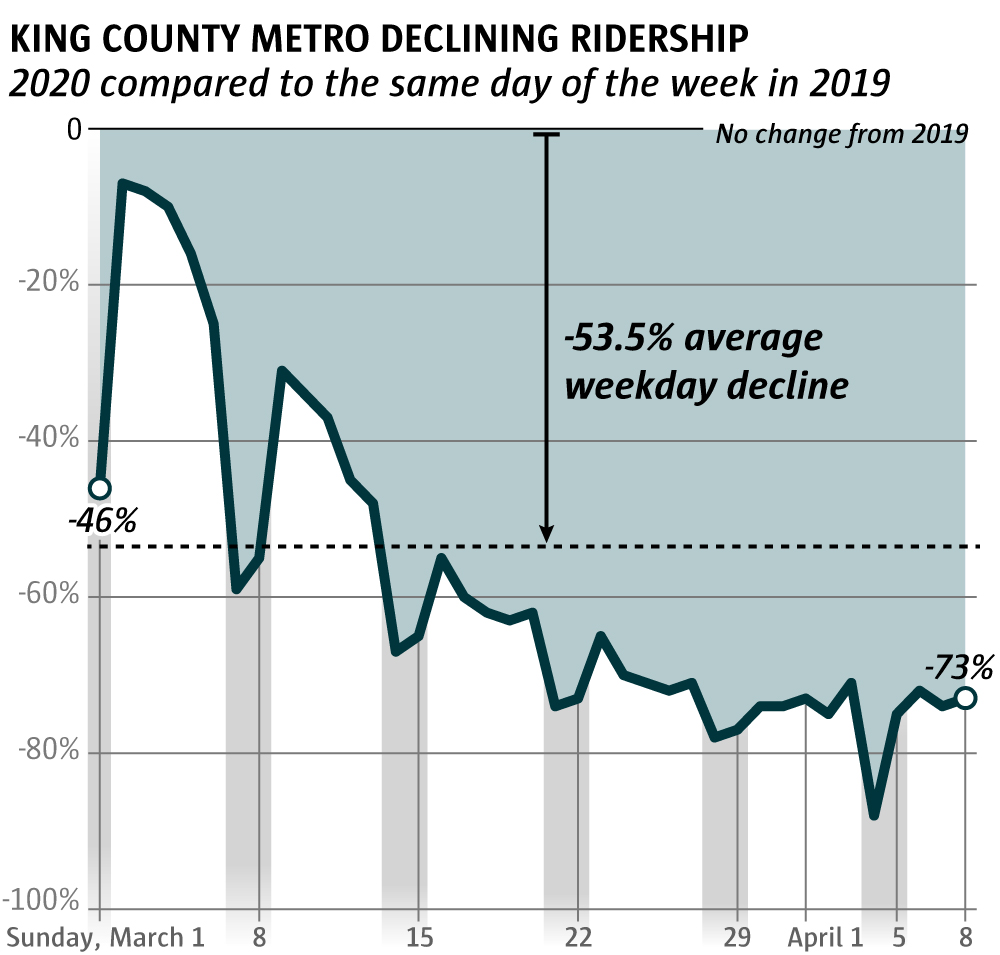 KING COUNTY METRO DECLINING RIDERSHIP
2020 compared to the same day of the week in 2019
0
No change from 2019
-20%
-53.5% average
weekday decline
-40%
-46%
-60%
-73%
-80%
-100%
Sunday, March 1 8 15 22 29 April 1 5 8